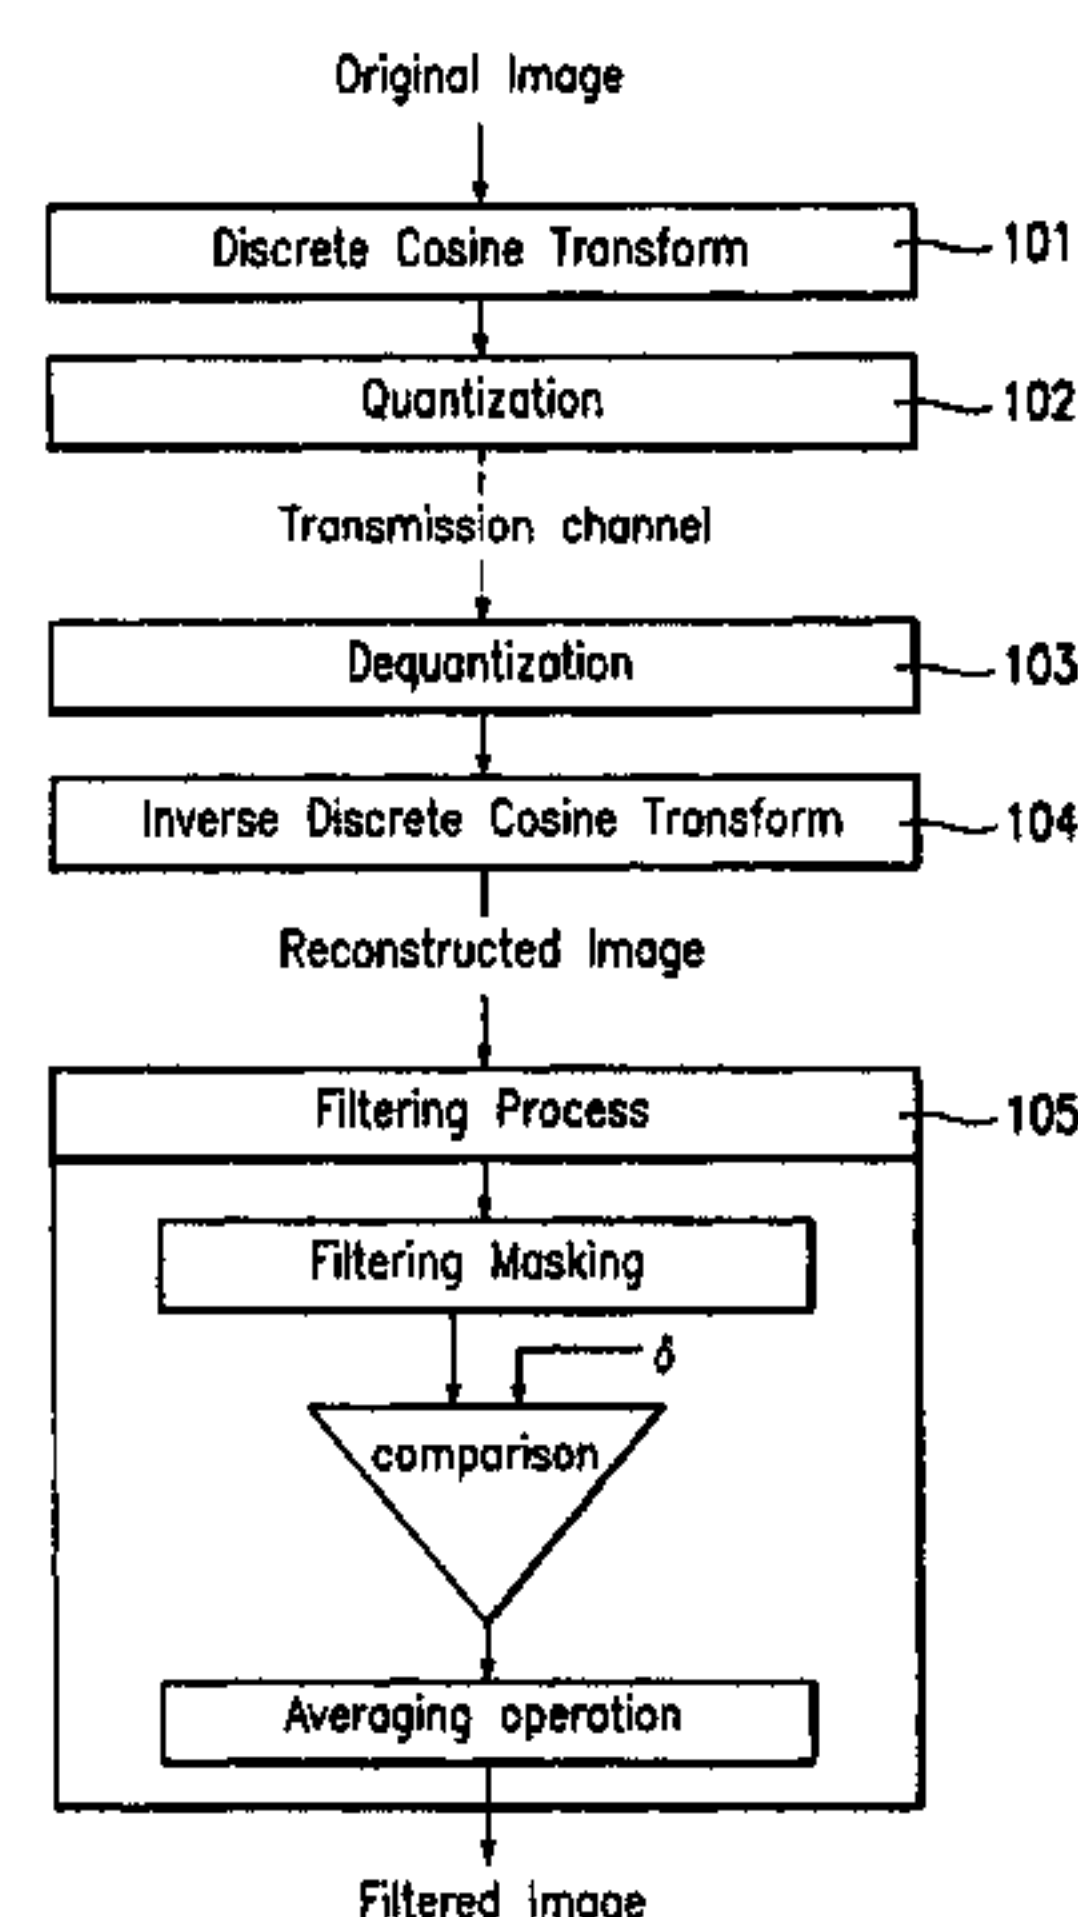 Original Image
Discrete Cosine Transform
101
Quantization
102
Transmission channel
Dequantization
103
Inverse Discrete Cosine Transform
104
Reconstructed Image
Filtering Process
105
Filtering Masking
δ
comparison
Averaging operation
Filtered image